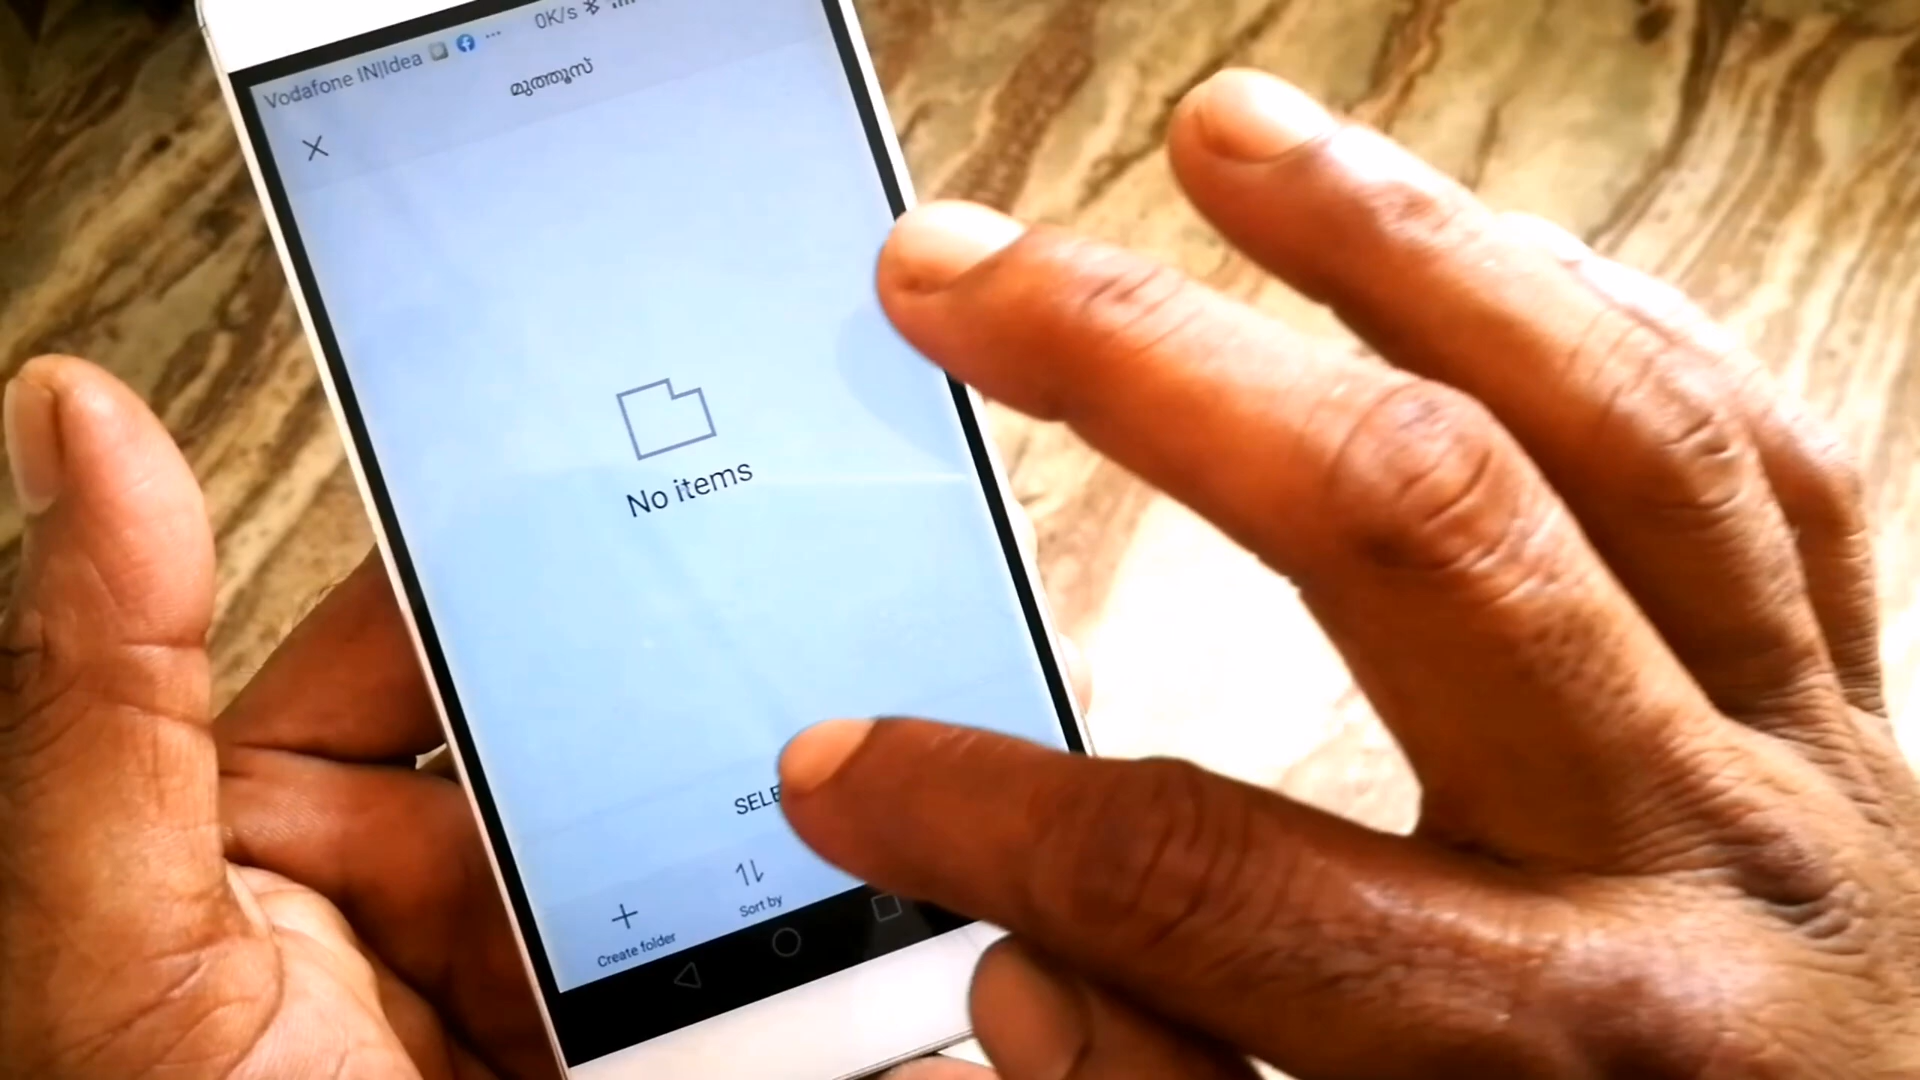 Vodafone IN|Idea ... 0K/s
മുത്തൂസ്
No items
SELE
Sort by
Create folder